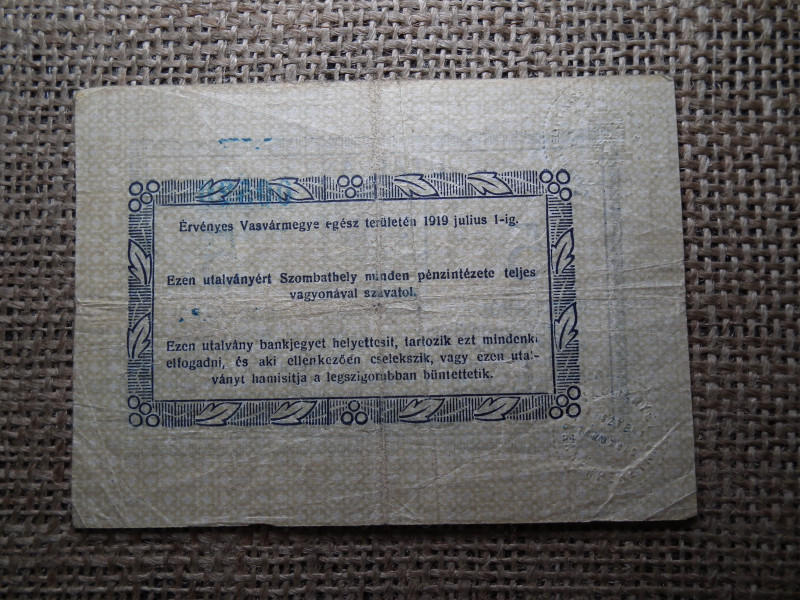 Érvényes Vasvármegye egész területén 1919 julius 1-ig.
Ezen utalványért Szombathely minden pénzintézete teljes
vagyonával szavatol.
Ezen utalvány bankjegyet helyettesit, tartozik ezt mindenki
elfogadni, és aki ellenkezően cselekszik, vagy ezen utal-
ványt hamisitja a legszigorubban büntettetik.